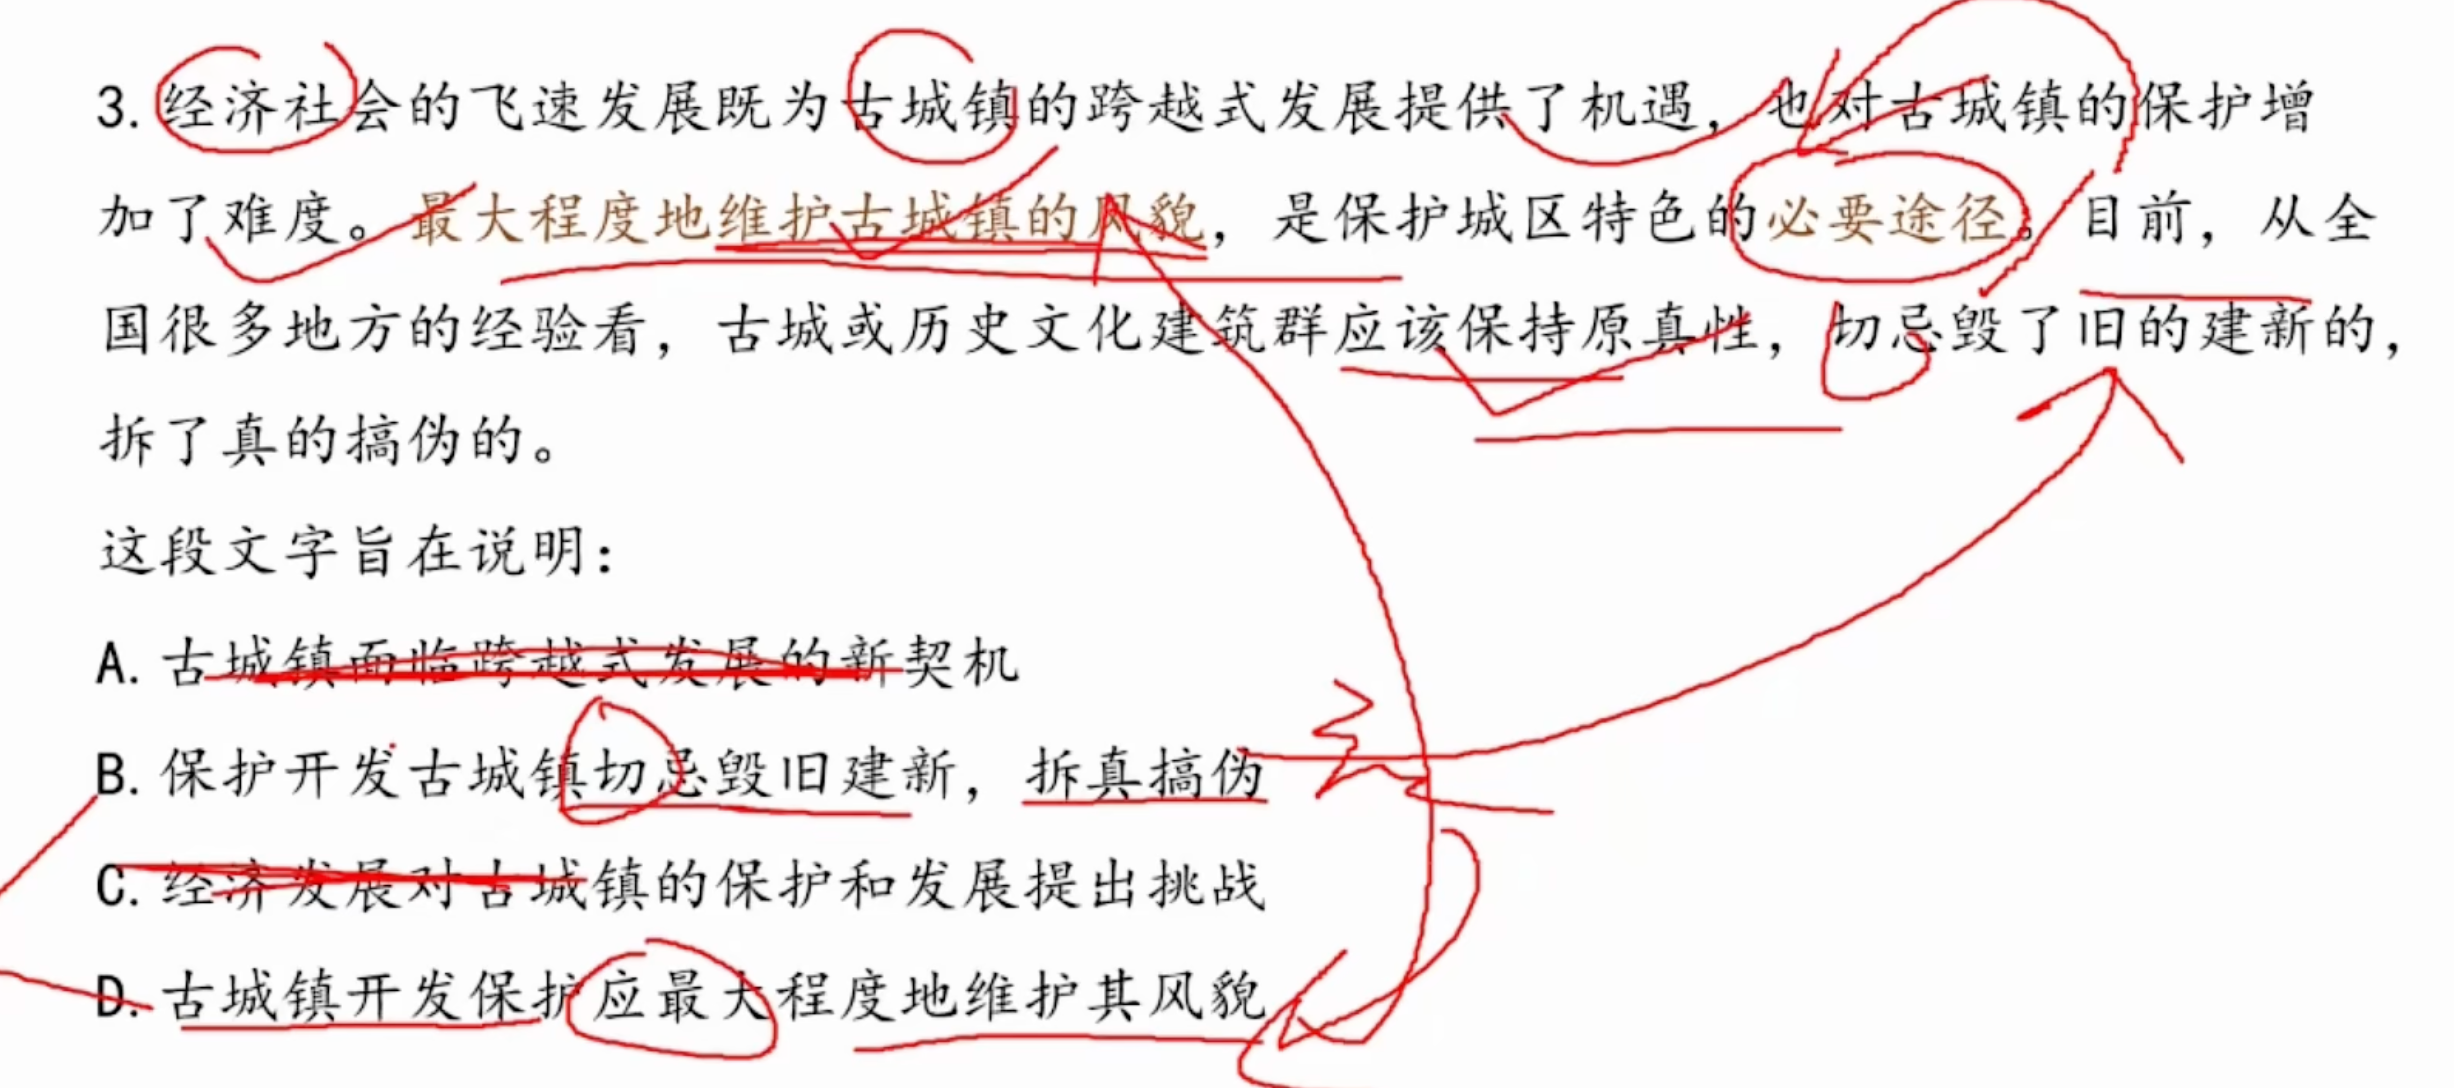 3. 经济社会的飞速发展既为古城镇的跨越式发展提供了机遇，也对古城镇的保护增
加了难度。最大程度地维护古城镇的风貌，是保护城区特色的必要途径。目前，从全
国很多地方的经验看，古城或历史文化建筑群应该保持原真性，切忌毁了旧的建新的，
拆了真的搞伪的。
这段文字旨在说明：
A. 古城镇面临跨越式发展的新契机
B. 保护开发古城镇切忌毁旧建新，拆真搞伪
C. 经济发展对古城镇的保护和发展提出挑战
D. 古城镇开发保护应最大程度地维护其风貌